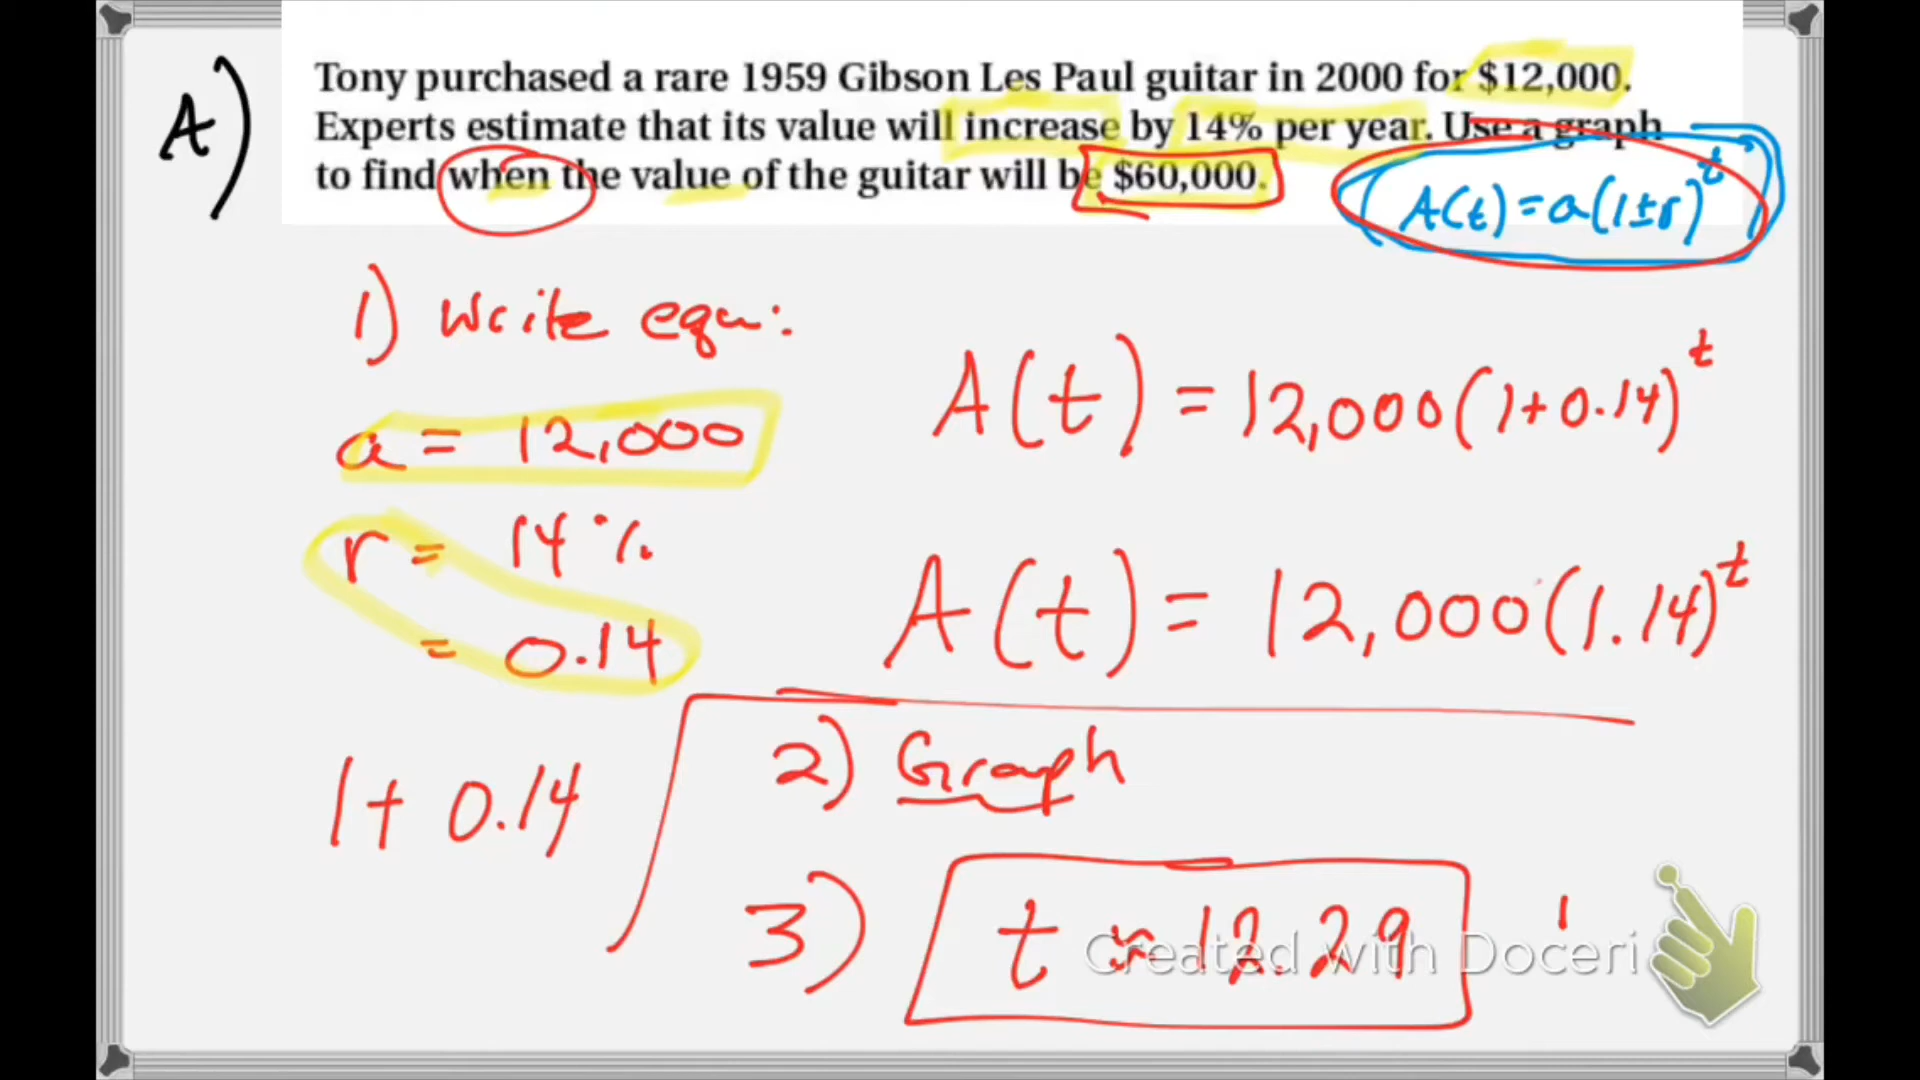 A)
Tony purchased a rare 1959 Gibson Les Paul guitar in 2000 for $12,000.
Experts estimate that its value will increase by 14% per year. Use a graph
to find when the value of the guitar will be $60,000.
A(t)=a(1±r)^t
1) Write eqn:
A(t) = 12,000(1+0.14)^t
a = 12,000
r = 14%
= 0.14
A(t) = 12,000(1.14)^t
1+ 0.14
2) Graph
3) t ≈ 12.29
Created with Doceri